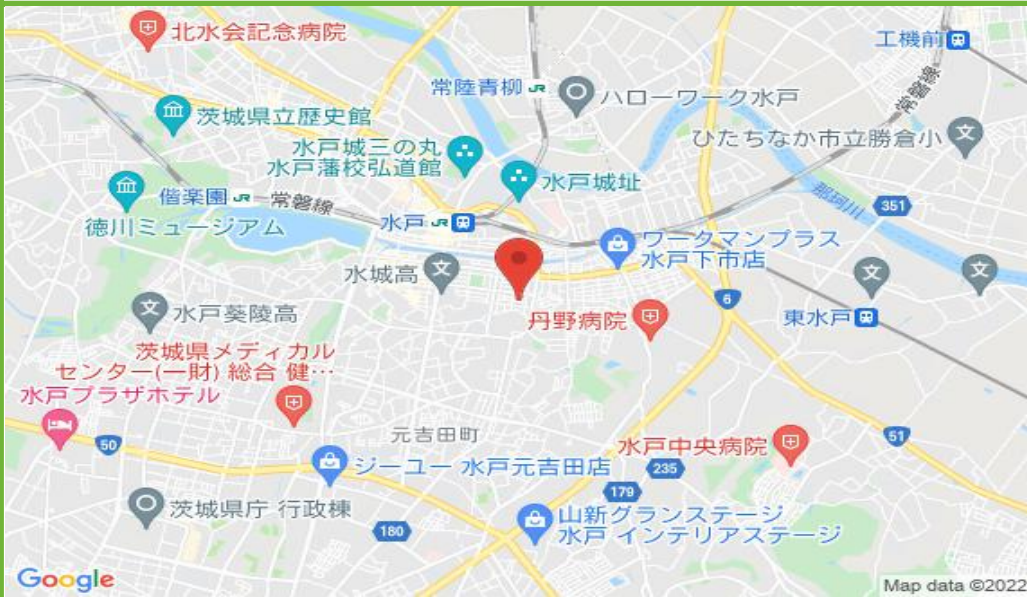 北水会記念病院
工機前
常陸青柳 JR
ハローワーク水戸
常磐線
茨城県立歴史館
水戸城三の丸
水戸藩校弘道館
ひたちなか市立勝倉小
水戸城址
偕楽園 JR
常磐線
那珂川
351
徳川ミュージアム
水戸 JR
ワークマンプラス
水戸下市店
水城高
6
水戸葵陵高
丹野病院
東水戸
茨城県メディカル
センター(一財) 総合 健…
水戸プラザホテル
50
元吉田町
水戸中央病院
51
ジーユー 水戸元吉田店
235
179
茨城県庁 行政棟
180
山新グランステージ
水戸 インテリアステージ
Google
Map data ©2022